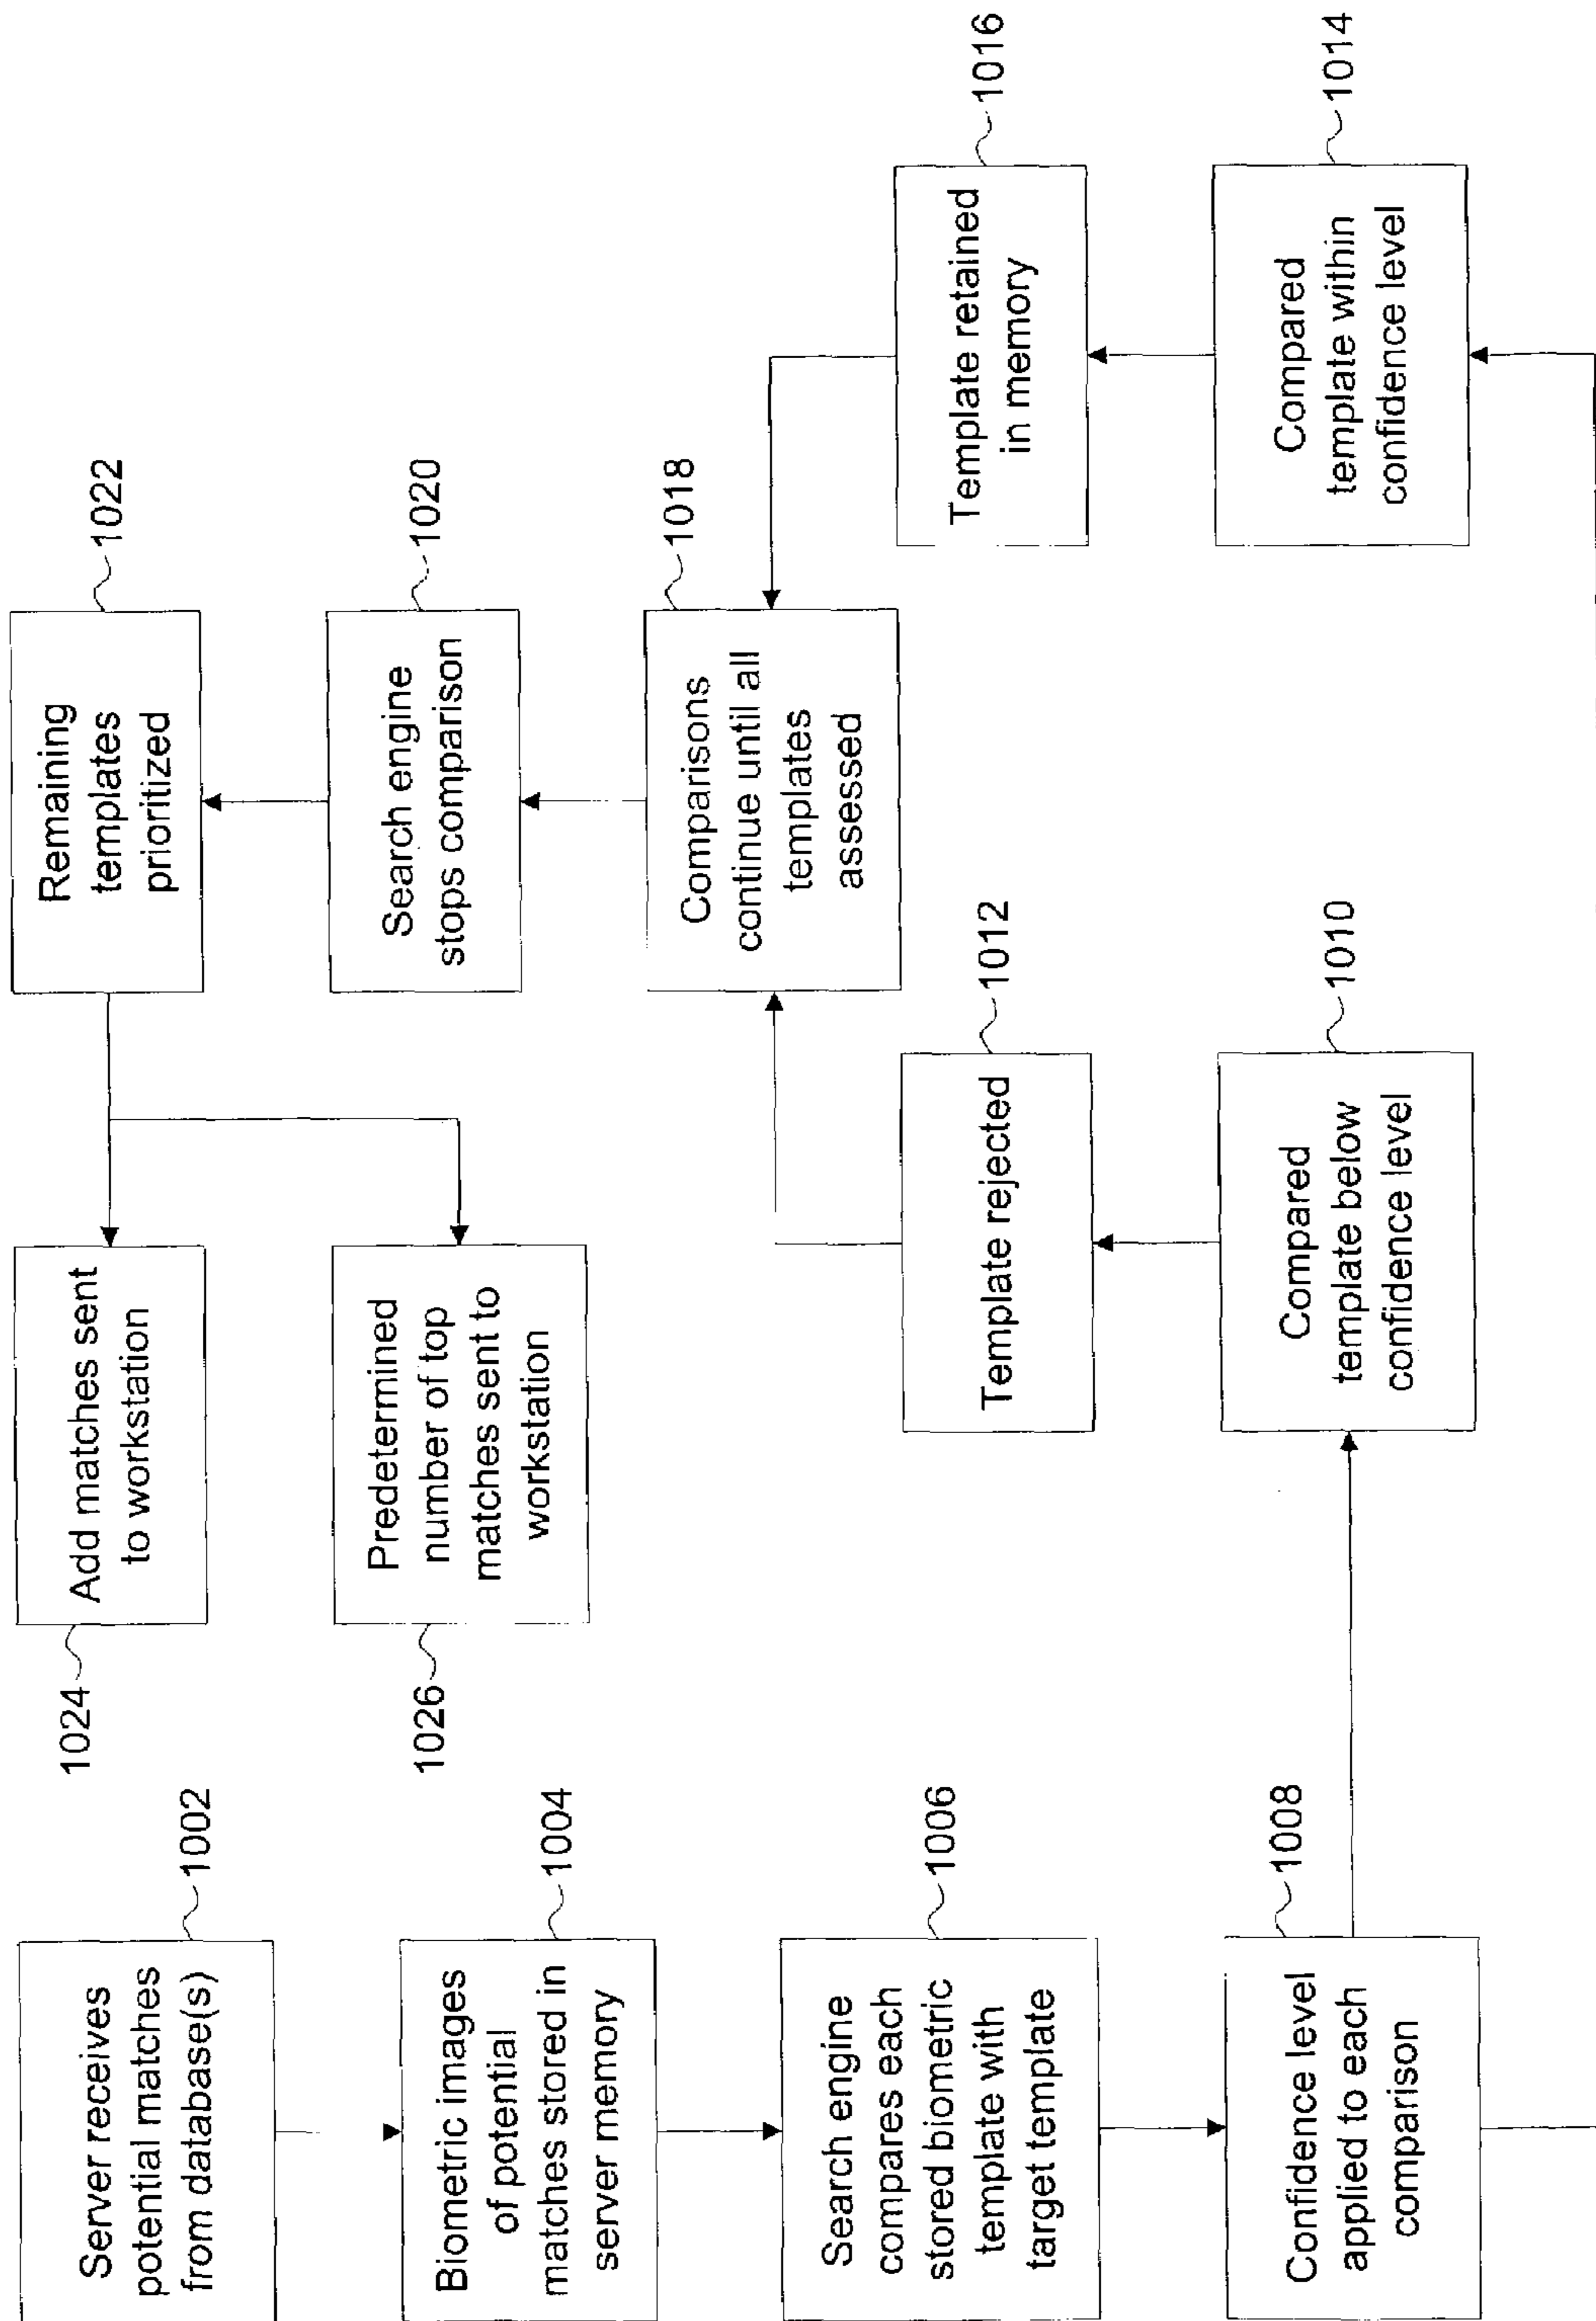 Server receives
potential matches
from database(s)
1002
Biometric images
of potential
matches stored in
server memory
1004
Search engine
compares each
stored biometric
template with
target template
1006
Confidence level
applied to each
comparison
1008
Compared
template below
confidence level
1010
Template rejected
1012
Compared
template within
confidence level
1014
Template retained
in memory
1016
Comparisons
continue until all
templates
assessed
1018
Search engine
stops comparison
1020
Remaining
templates
prioritized
1022
Add matches sent
to workstation
1024
Predetermined
number of top
matches sent to
workstation
1026